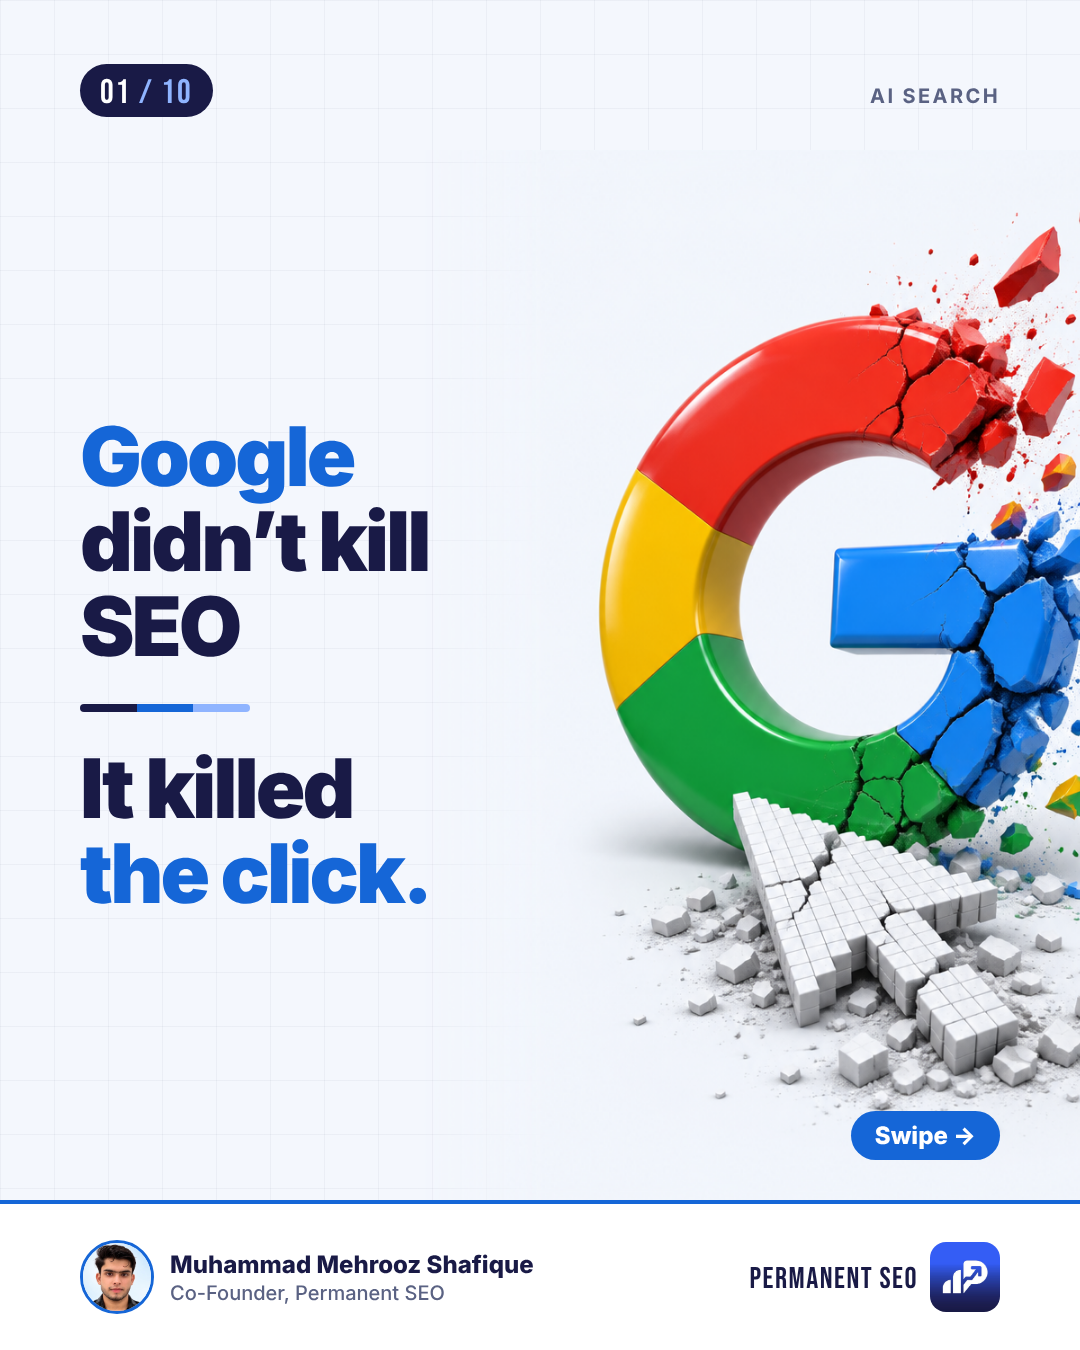 01 / 10
AI SEARCH
Google
didn’t kill
SEO
It killed
the click.
Swipe →
Muhammad Mehrooz Shafique
Co-Founder, Permanent SEO
PERMANENT SEO